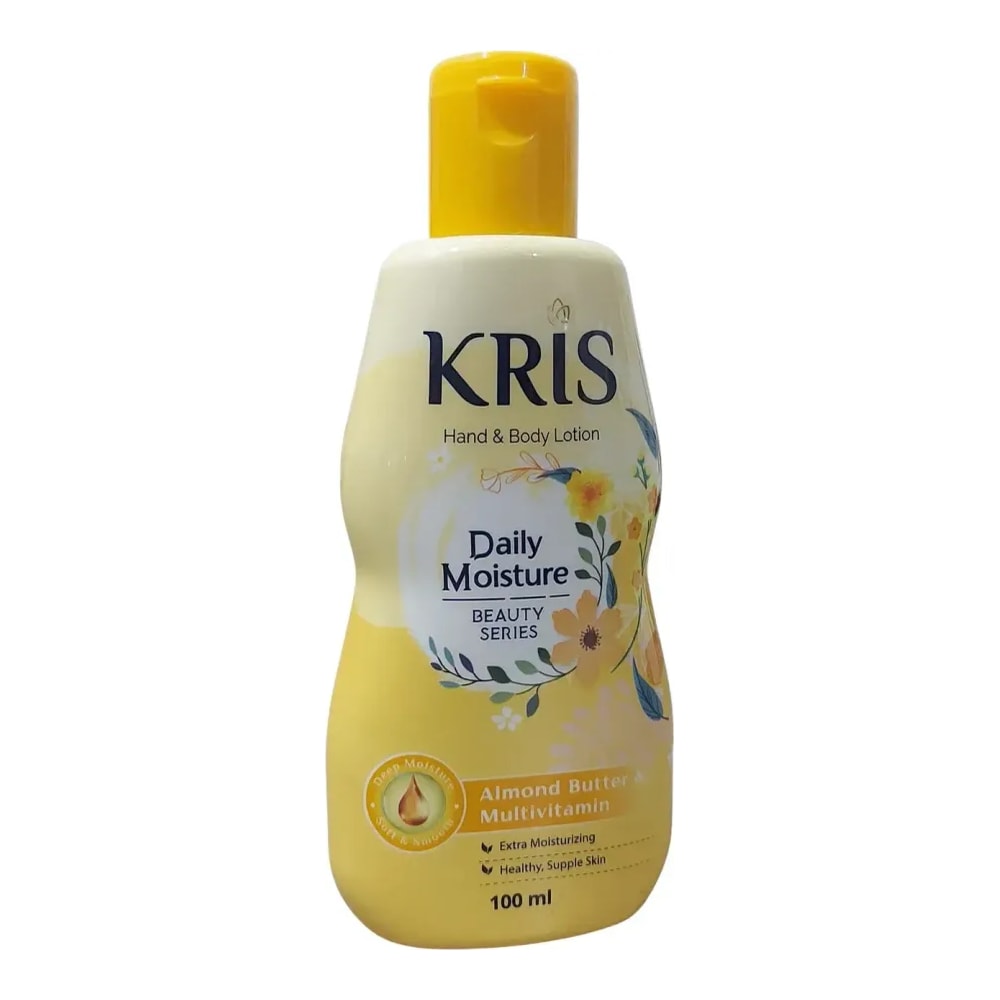 KRIS
Hand & Body Lotion
Daily
Moisture
BEAUTY
SERIES
Deep Moisture
Soft & Smooth
Almond Butter &
Multivitamin
Extra Moisturizing
Healthy, Supple Skin
100 ml